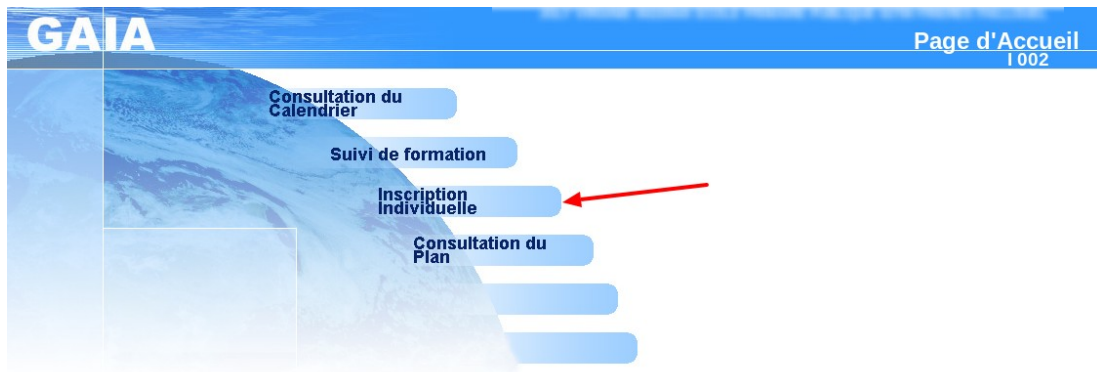 GAIA
Page d'Accueil
I 002
Consultation du
Calendrier
Suivi de formation
Inscription
Individuelle
Consultation du
Plan